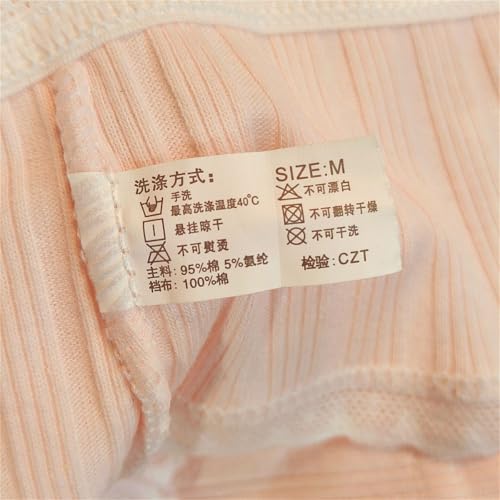 洗涤方式:
手洗
最高洗涤温度40℃
悬挂晾干
不可熨烫
主料: 95%棉 5%氨纶
裆布: 100%棉
SIZE:M
不可漂白
不可翻转干燥
不可干洗
检验: CZT